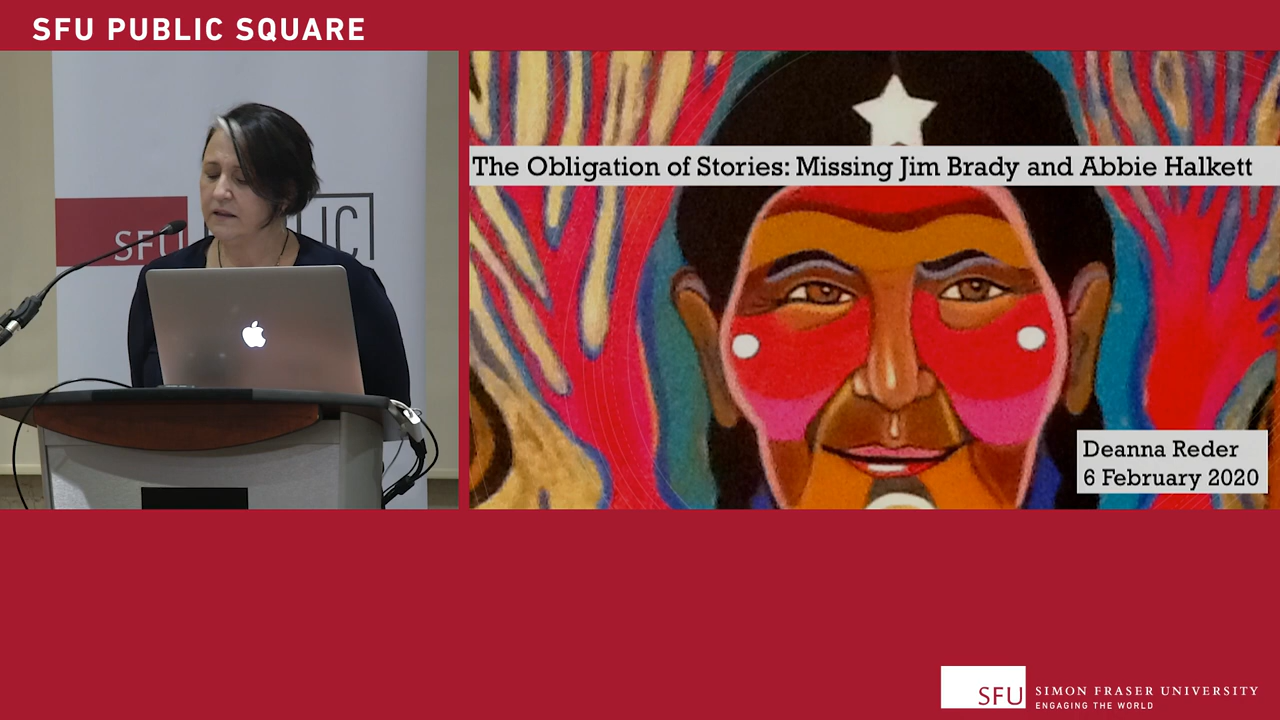 SFU PUBLIC SQUARE
SFU
The Obligation of Stories: Missing Jim Brady and Abbie Halkett
Deanna Reder
6 February 2020
SFU SIMON FRASER UNIVERSITY
ENGAGING THE WORLD